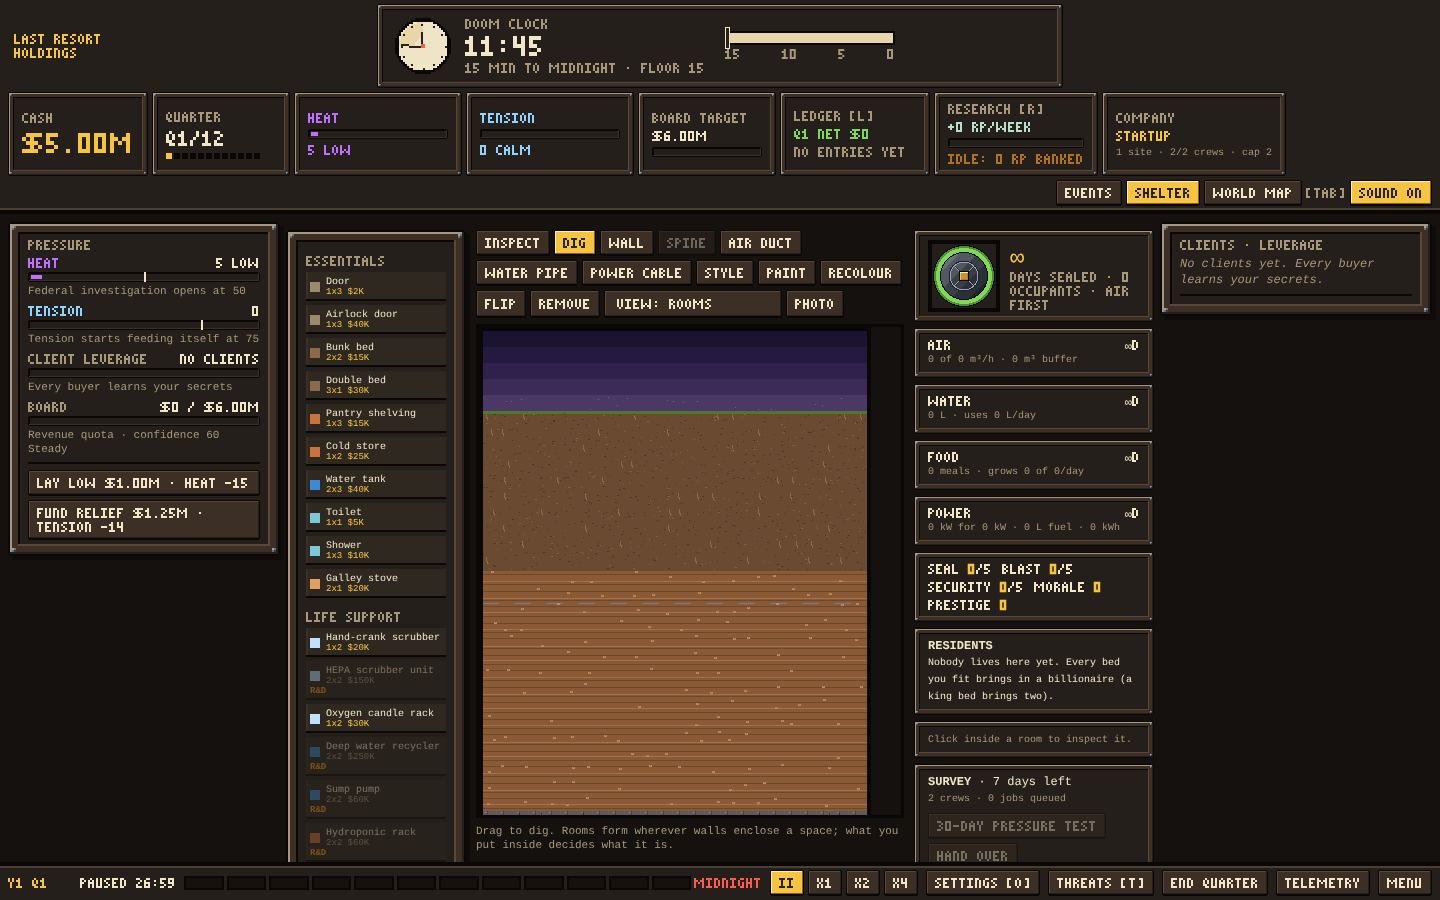 LAST RESORT
HOLDINGS
DOOM CLOCK
11:45
15 MIN TO MIDNIGHT · FLOOR 15
15 10 5 0
CASH
$5.00M
QUARTER
Q1/12
HEAT
5 LOW
TENSION
0 CALM
BOARD TARGET
$6.00M
LEDGER [L]
Q1 NET $0
NO ENTRIES YET
RESEARCH [R]
+0 RP/WEEK
IDLE: 0 RP BANKED
COMPANY
STARTUP
1 site · 2/2 crews · cap 2
EVENTS SHELTER WORLD MAP [TAB] SOUND ON
PRESSURE
HEAT 5 LOW
Federal investigation opens at 50
TENSION 0
Tension starts feeding itself at 75
CLIENT LEVERAGE NO CLIENTS
Every buyer learns your secrets
BOARD $0 / $6.00M
Revenue quota · confidence 60
Steady
LAY LOW $1.00M · HEAT -15
FUND RELIEF $1.25M ·
TENSION -14
ESSENTIALS
Door
1x3 $2K
Airlock door
1x3 $40K
Bunk bed
2x2 $15K
Double bed
3x1 $30K
Pantry shelving
1x3 $15K
Cold store
1x2 $25K
Water tank
2x3 $40K
Toilet
1x1 $5K
Shower
1x3 $10K
Galley stove
2x1 $20K
LIFE SUPPORT
Hand-crank scrubber
1x2 $20K
HEPA scrubber unit
2x2 $150K
R&D
Oxygen candle rack
1x2 $30K
Deep water recycler
2x2 $250K
R&D
Sump pump
2x2 $60K
R&D
Hydroponic rack
2x2 $60K
R&D
INSPECT DIG WALL SPINE AIR DUCT
WATER PIPE POWER CABLE STYLE PAINT RECOLOUR
FLIP REMOVE VIEW: ROOMS PHOTO
Drag to dig. Rooms form wherever walls enclose a space; what you
put inside decides what it is.
∞
DAYS SEALED · 0
OCCUPANTS · AIR
FIRST
AIR ∞D
0 of 0 m³/h · 0 m³ buffer
WATER ∞D
0 L · uses 0 L/day
FOOD ∞D
0 meals · grows 0 of 0/day
POWER ∞D
0 kW for 0 kW · 0 L fuel · 0 kWh
SEAL 0/5 BLAST 0/5
SECURITY 0/5 MORALE 0
PRESTIGE 0
RESIDENTS
Nobody lives here yet. Every bed
you fit brings in a billionaire (a
king bed brings two).
Click inside a room to inspect it.
SURVEY · 7 days left
2 crews · 0 jobs queued
30-DAY PRESSURE TEST
HAND OVER
CLIENTS · LEVERAGE
No clients yet. Every buyer
learns your secrets.
Y1 Q1 PAUSED 26:59 MIDNIGHT II X1 X2 X4 SETTINGS [O] THREATS [T] END QUARTER TELEMETRY MENU